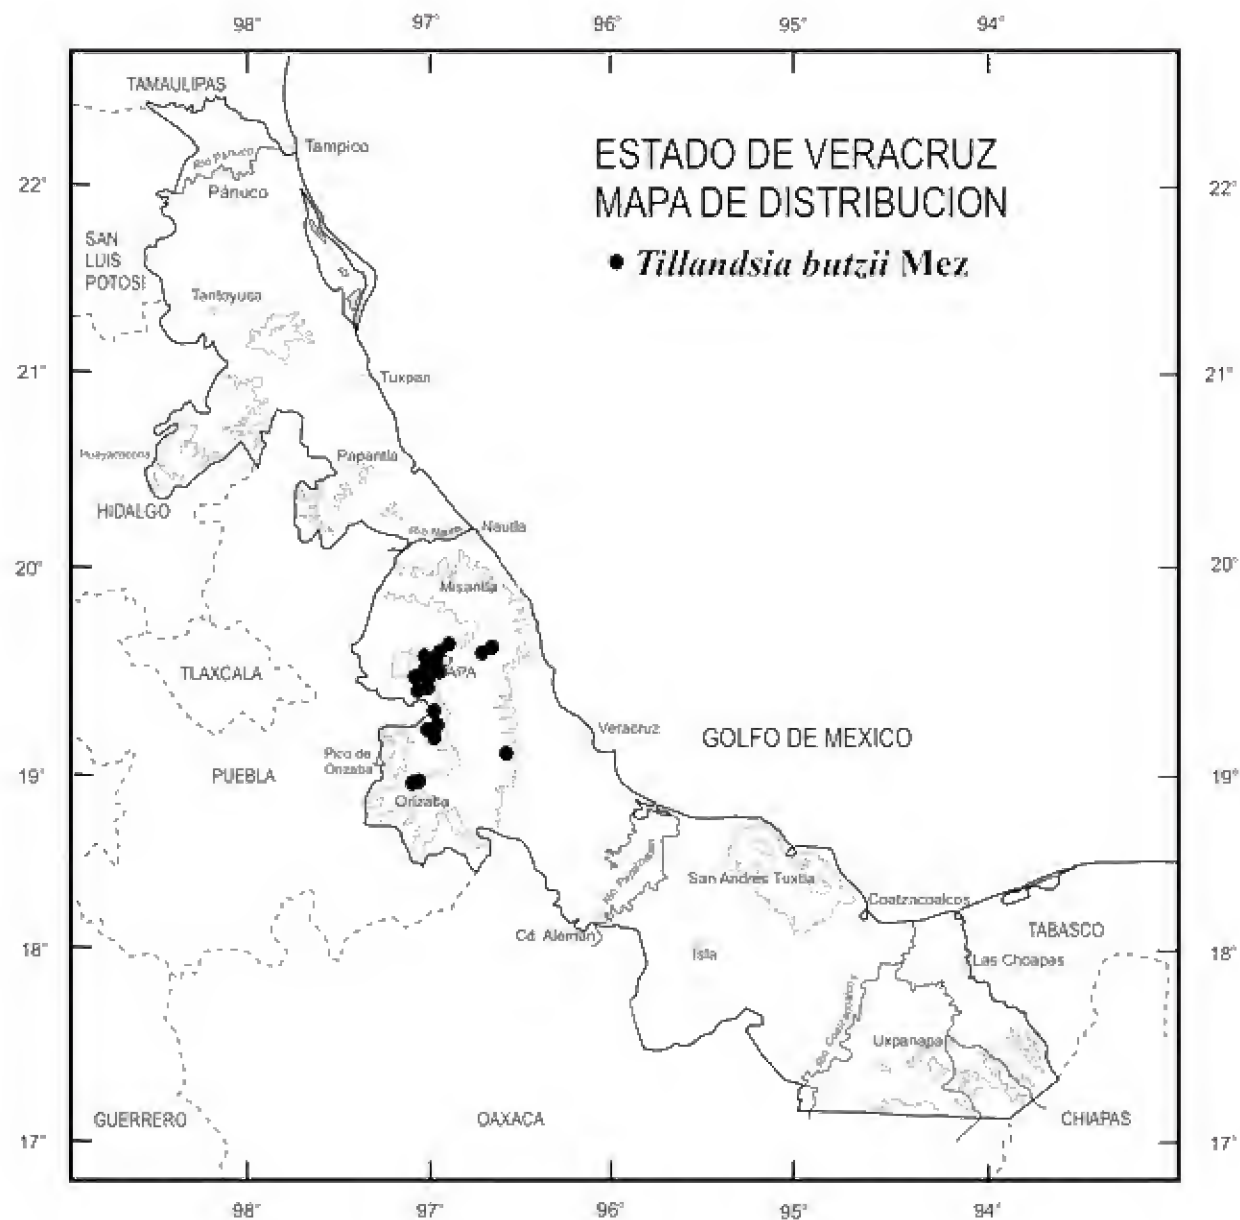 98° 97° 96° 95° 94°
TAMAULIPAS
Tampico
ESTADO DE VERACRUZ
MAPA DE DISTRIBUCION
Tillandsia butzii Mez
Río Pánuco
22° 22°
Pánuco
SAN
LUIS
POTOSI
Tantoyuca
21° 21°
Tuxpan
Papantla
HIDALGO
Nautla
20° 20°
Misantla
TLAXCALA
APA
Veracruz
GOLFO DE MEXICO
Pico de
Orizaba
PUEBLA
19° 19°
Orizaba
Río Papaloapan
San Andrés Tuxtla
Coatzacoalcos
TABASCO
Cd. Alemán
18° 18°
Isla
Las Choapas
Río Coatzacoalcos
Uxpanapa
GUERRERO
OAXACA
CHIAPAS
17° 17°
98° 97° 96° 95° 94°